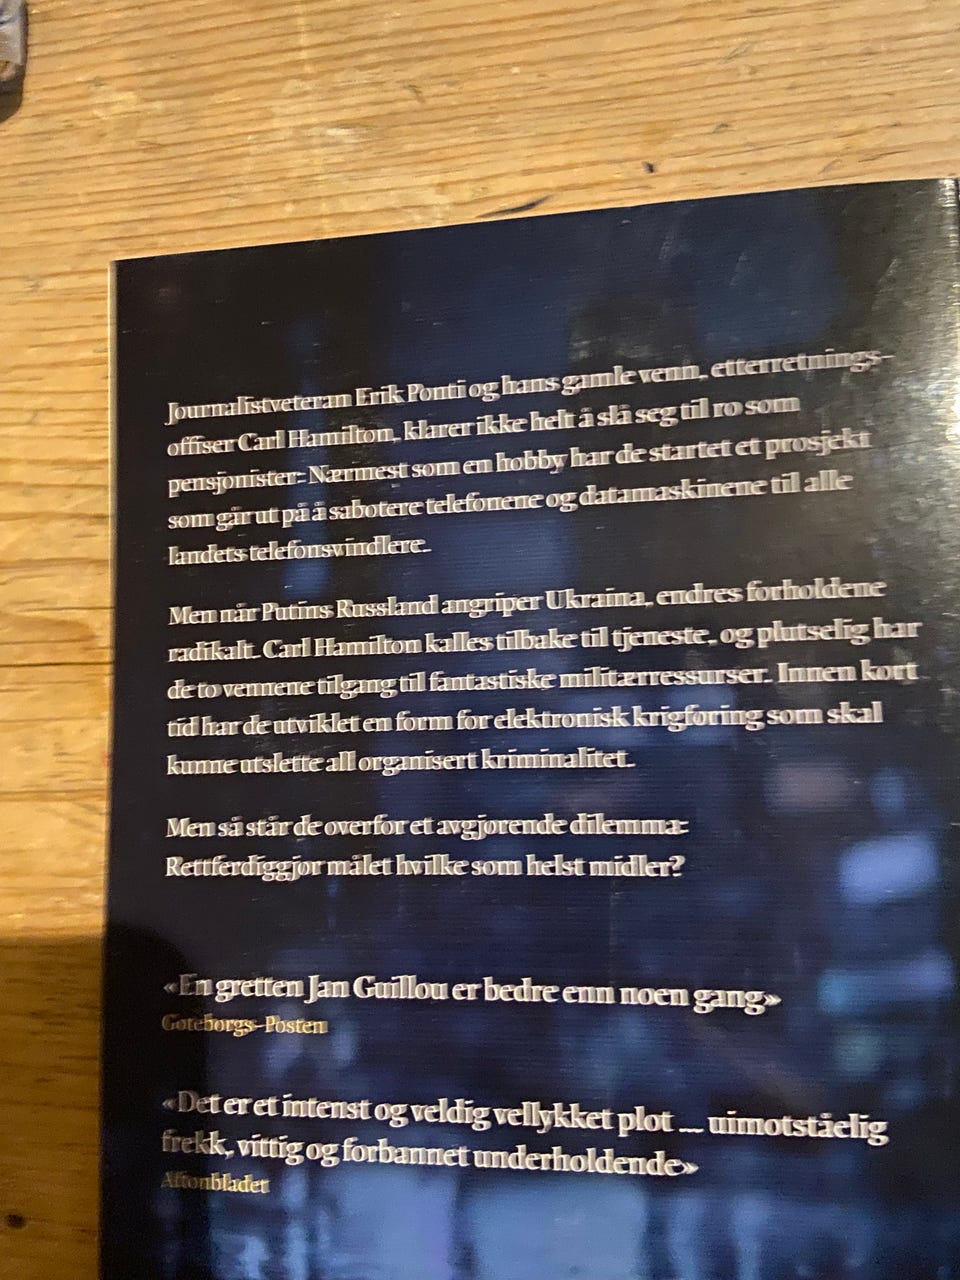 Journalistveteran Erik Ponti og hans gamle venn, etterretnings-
offiser Carl Hamilton, klarer ikke helt å slå seg til ro som
pensjonister. Nærmest som en hobby har de startet et prosjekt
som går ut på å sabotere telefonene og datamaskinene til alle
landets telefonsvindlere.
Men når Putins Russland angriper Ukraina, endres forholdene
radikalt. Carl Hamilton kalles tilbake til tjeneste, og plutselig har
de to vennene tilgang til fantastiske militærressurser. Innen kort
tid har de utviklet en form for elektronisk krigføring som skal
kunne utslette all organisert kriminalitet.
Men så står de overfor et avgjørende dilemma:
Rettferdiggjør målet hvilke som helst midler?
«En gretten Jan Guillou er bedre enn noen gang»
Göteborgs-Posten
«Det er et intenst og veldig vellykket plot ... uimotståelig
frekk, vittig og forbannet underholdende»
Aftonbladet